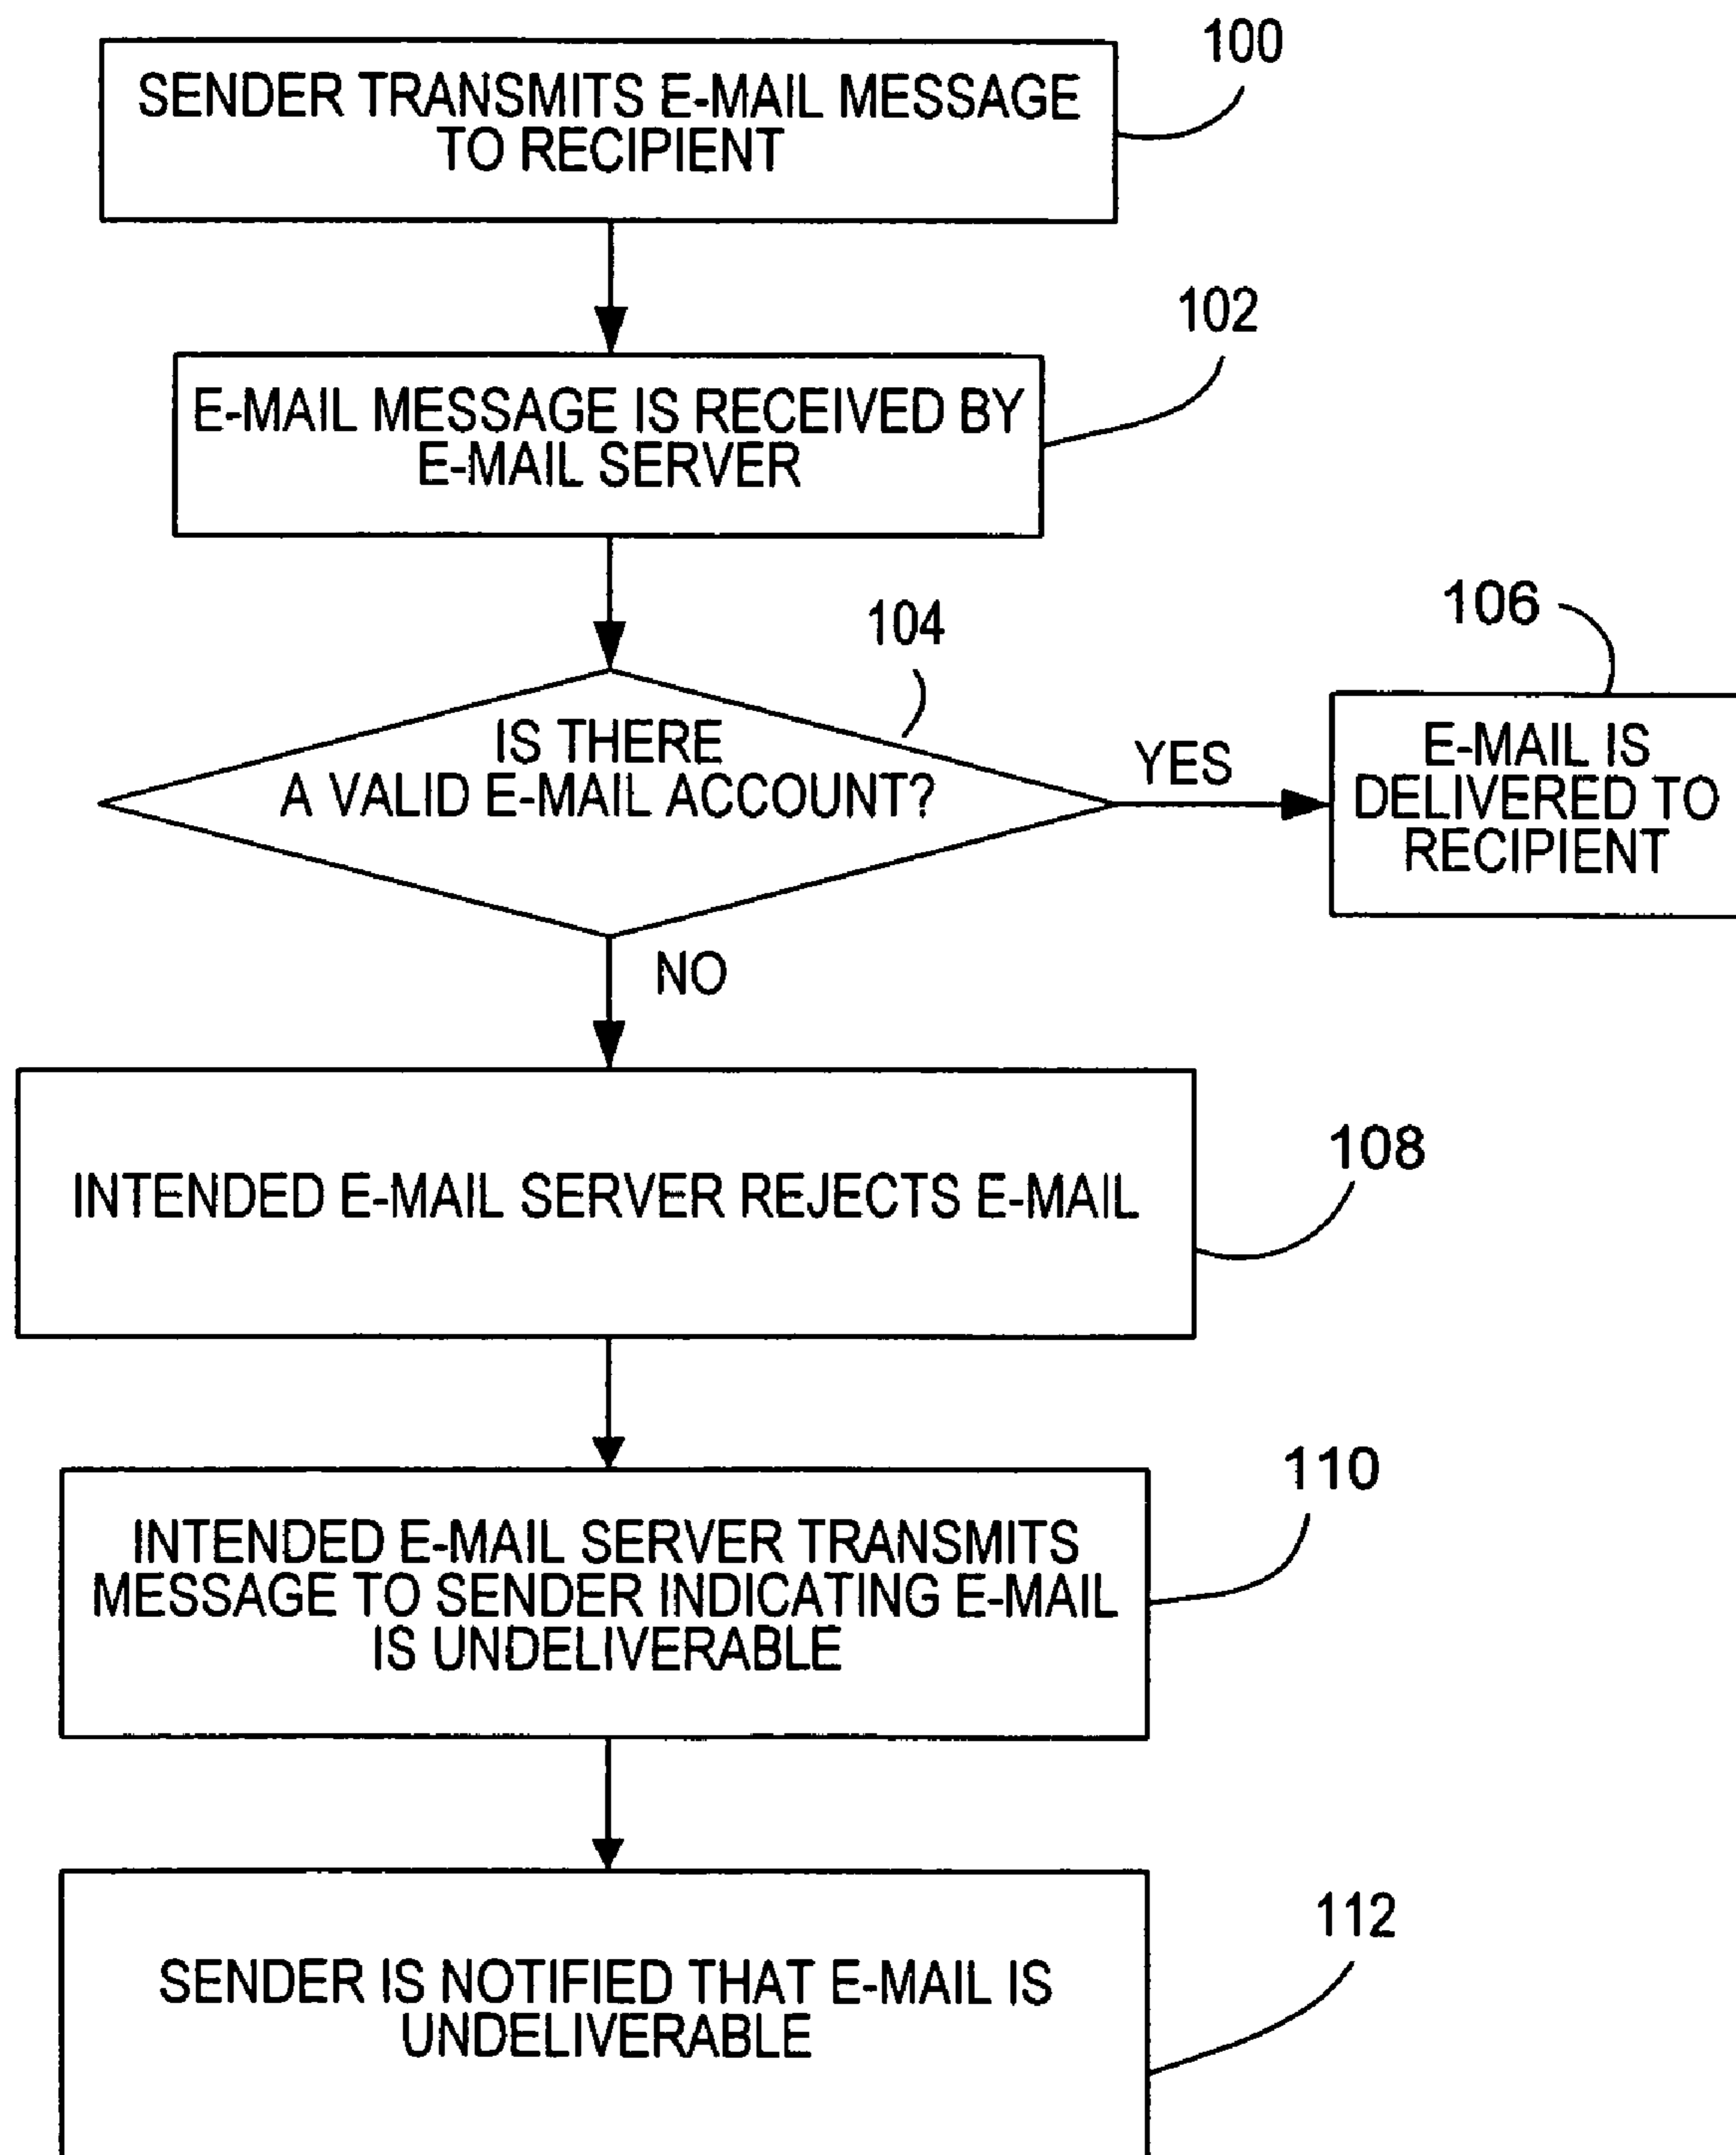 100
SENDER TRANSMITS E-MAIL MESSAGE
TO RECIPIENT
102
E-MAIL MESSAGE IS RECEIVED BY
E-MAIL SERVER
104
IS THERE
A VALID E-MAIL ACCOUNT?
YES
106
E-MAIL IS
DELIVERED TO
RECIPIENT
NO
108
INTENDED E-MAIL SERVER REJECTS E-MAIL
110
INTENDED E-MAIL SERVER TRANSMITS
MESSAGE TO SENDER INDICATING E-MAIL
IS UNDELIVERABLE
112
SENDER IS NOTIFIED THAT E-MAIL IS
UNDELIVERABLE